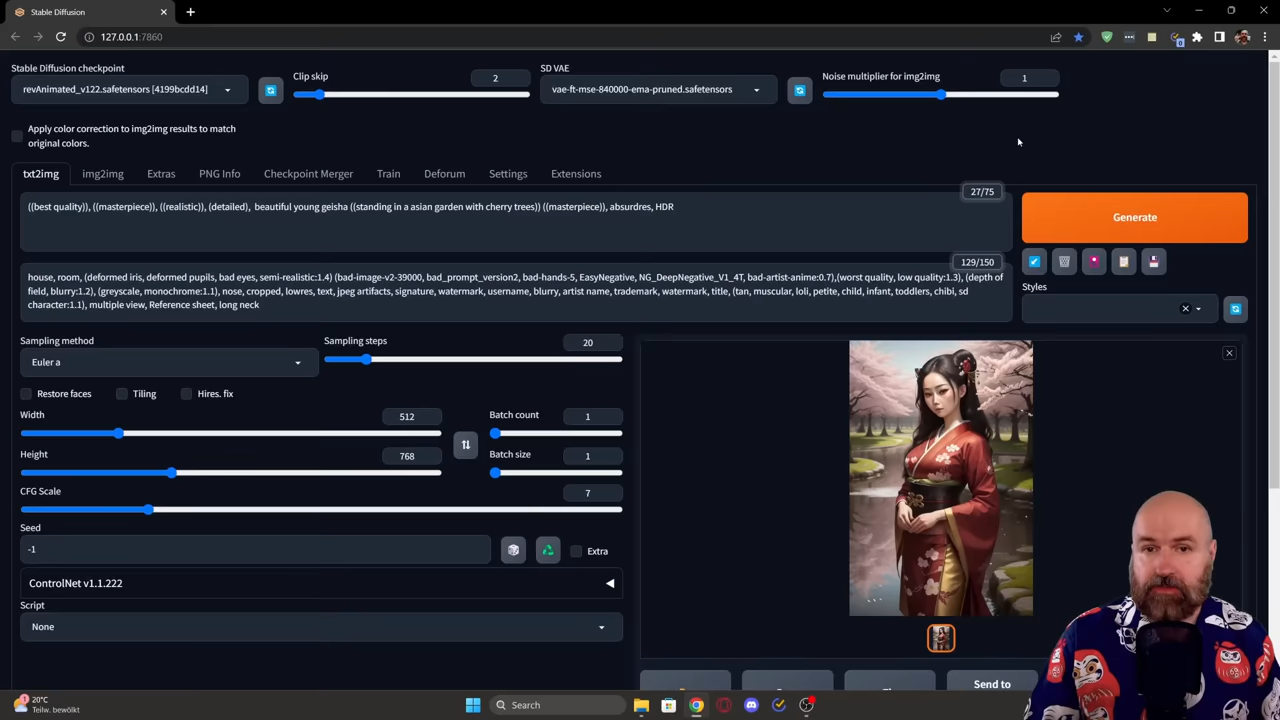 Stable Diffusion
127.0.0.1:7860
Stable Diffusion checkpoint
revAnimated_v122.safetensors [4199bcdd14]
Clip skip
2
SD VAE
vae-ft-mse-840000-ema-pruned.safetensors
Noise multiplier for img2img
1
Apply color correction to img2img results to match
original colors.
txt2img
img2img
Extras
PNG Info
Checkpoint Merger
Train
Deforum
Settings
Extensions
27/75
((best quality)), ((masterpiece)), ((realistic)), (detailed), beautiful young geisha ((standing in a asian garden with cherry trees)) ((masterpiece)), absurdres, HDR
Generate
129/150
house, room, (deformed iris, deformed pupils, bad eyes, semi-realistic:1.4) (bad-image-v2-39000, bad_prompt_version2, bad-hands-5, EasyNegative, NG_DeepNegative_V1_4T, bad-artist-anime:0.7),(worst quality, low quality:1.3), (depth of
field, blurry:1.2), (greyscale, monochrome:1.1), nose, cropped, lowres, text, jpeg artifacts, signature, watermark, username, blurry, artist name, trademark, watermark, title, (tan, muscular, loli, petite, child, infant, toddlers, chibi, sd
character:1.1), multiple view, Reference sheet, long neck
Styles
Sampling method
Euler a
Sampling steps
20
Restore faces
Tiling
Hires. fix
Width
512
Batch count
1
Height
768
Batch size
1
CFG Scale
7
Seed
-1
Extra
ControlNet v1.1.222
Script
None
Send to
20°C
Teilw. bewölkt
Search